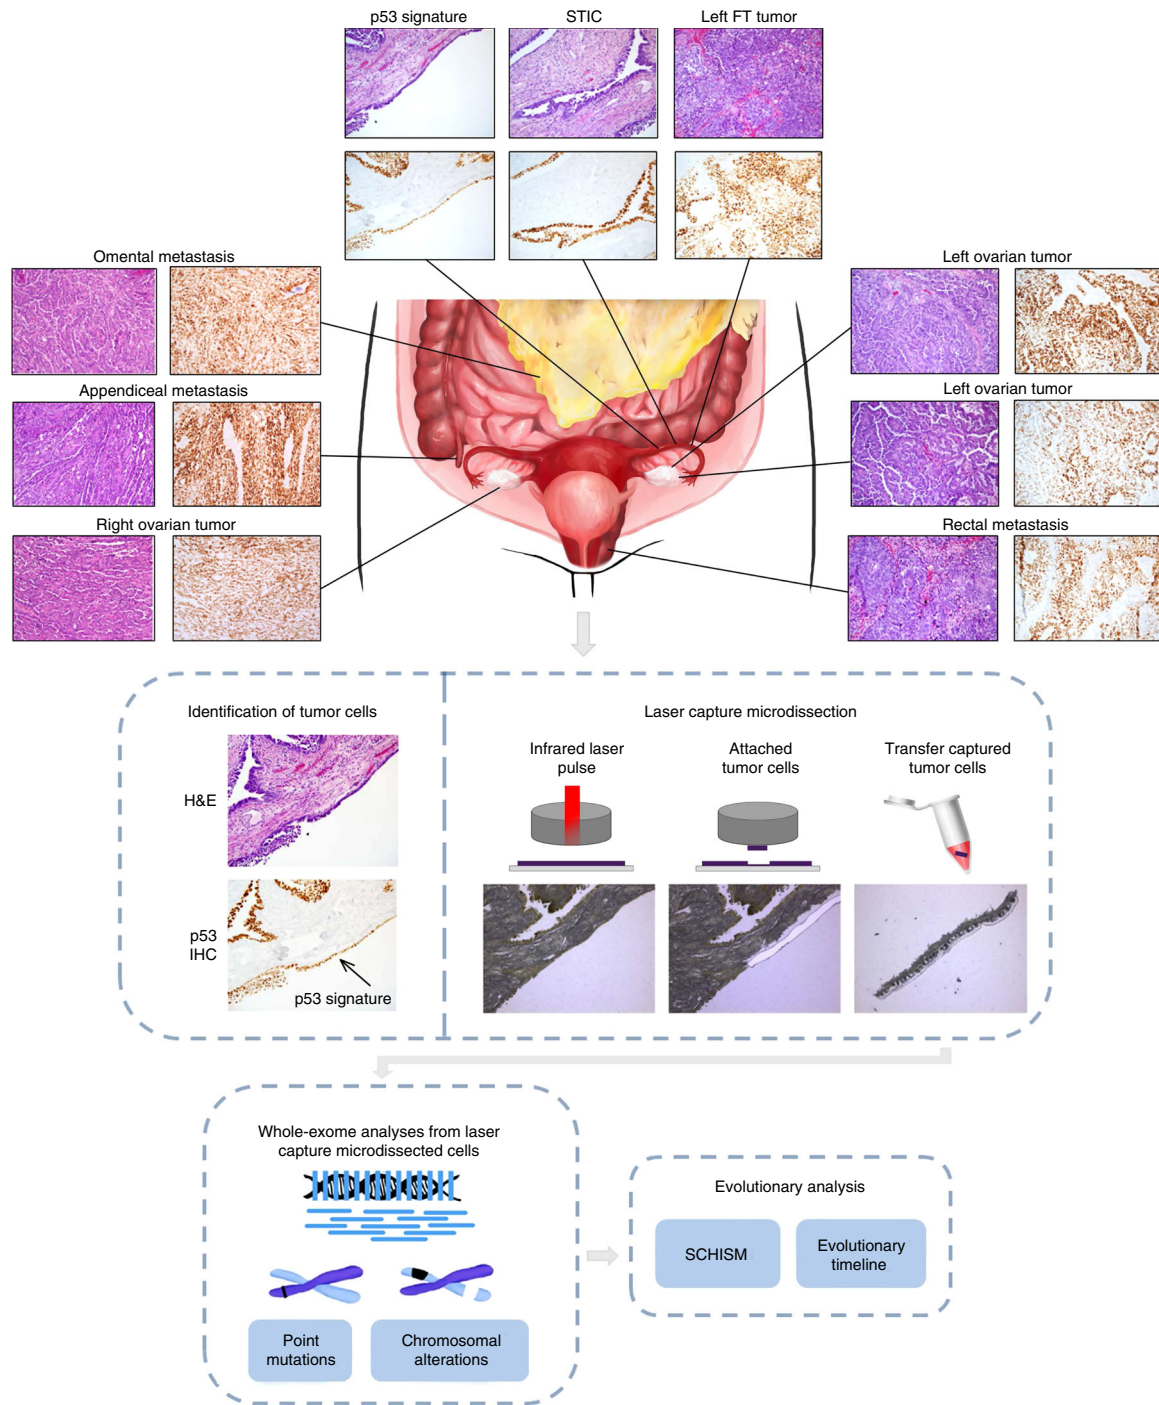 p53 signature
STIC
Left FT tumor
Omental metastasis
Left ovarian tumor
Appendiceal metastasis
Left ovarian tumor
Right ovarian tumor
Rectal metastasis
Identification of tumor cells
H&E
p53
IHC
p53 signature
Laser capture microdissection
Infrared laser
pulse
Attached
tumor cells
Transfer captured
tumor cells
Whole-exome analyses from laser
capture microdissected cells
Point
mutations
Chromosomal
alterations
Evolutionary analysis
SCHISM
Evolutionary
timeline